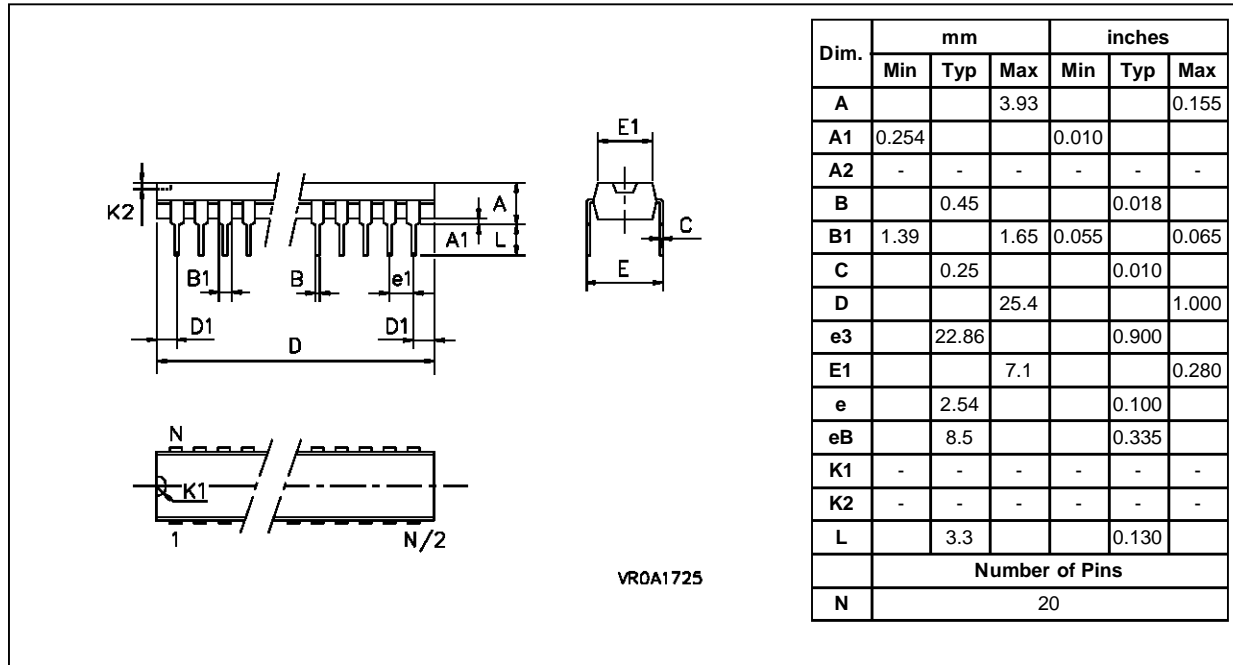 E1
K2
A
A1
L
C
B1
B
e1
E
D1
D1
D
N
K1
1
N/2
VR0A1725
Dim. mm inches
Min Typ Max Min Typ Max
A 3.93 0.155
A1 0.254 0.010
A2 - - - - - -
B 0.45 0.018
B1 1.39 1.65 0.055 0.065
C 0.25 0.010
D 25.4 1.000
e3 22.86 0.900
E1 7.1 0.280
e 2.54 0.100
eB 8.5 0.335
K1 - - - - - -
K2 - - - - - -
L 3.3 0.130
Number of Pins
N 20